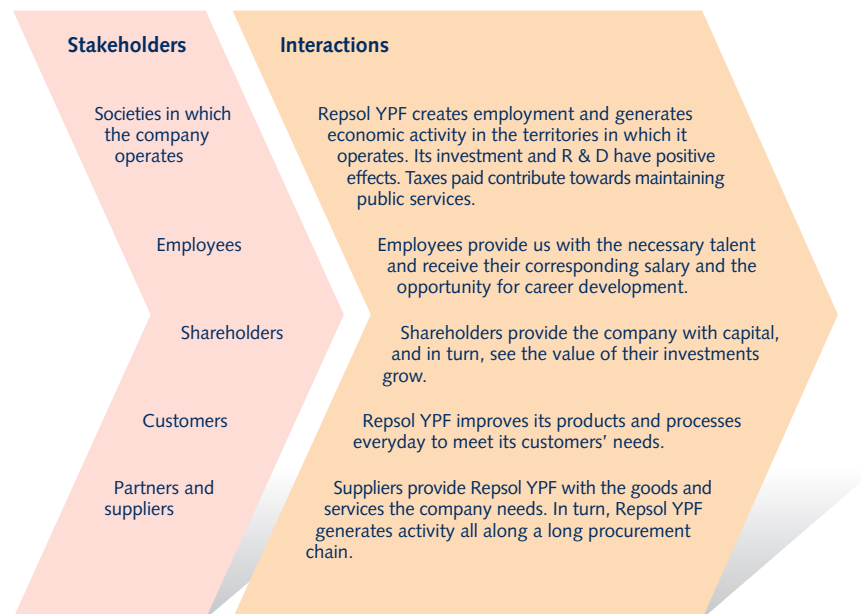 Stakeholders
Interactions
Societies in which
the company
operates
Repsol YPF creates employment and generates
economic activity in the territories in which it
operates. Its investment and R & D have positive
effects. Taxes paid contribute towards maintaining
public services.
Employees
Employees provide us with the necessary talent
and receive their corresponding salary and the
opportunity for career development.
Shareholders
Shareholders provide the company with capital,
and in turn, see the value of their investments
grow.
Customers
Repsol YPF improves its products and processes
everyday to meet its customers’ needs.
Partners and
suppliers
Suppliers provide Repsol YPF with the goods and
services the company needs. In turn, Repsol YPF
generates activity all along a long procurement
chain.